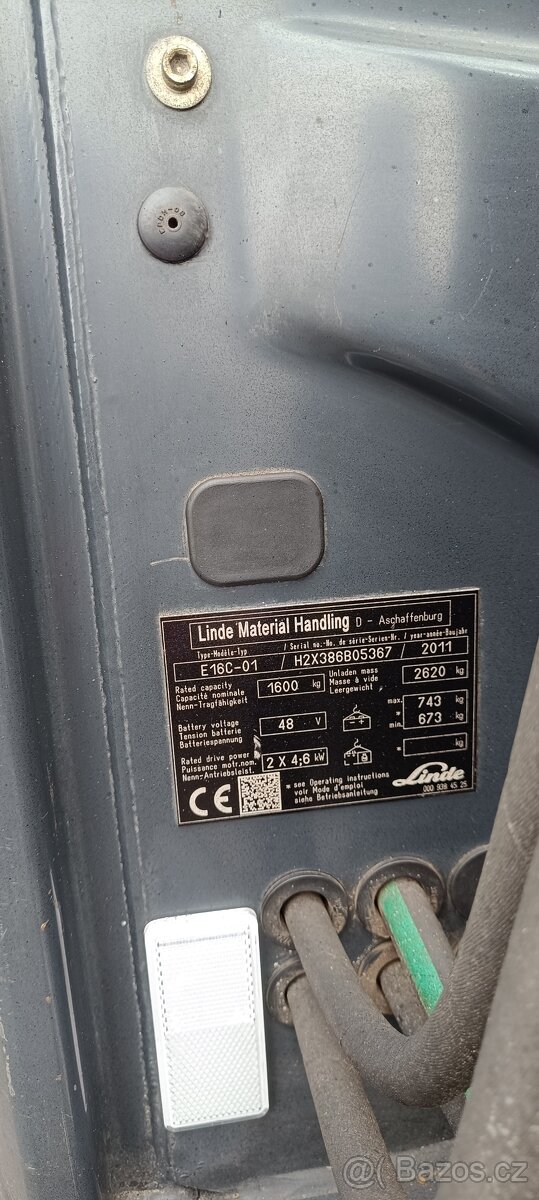 Linde Material Handling D - Aschaffenburg
Type-Modèle-Typ / Serial no.-No. de série-Serien-Nr. / year-année-Baujahr
E16C-01 / H2X386B05367 / 2011
Rated capacity
Capacité nominale
Nenn-Tragfähigkeit
1600 kg
Unladen mass
Masse à vide
Leergewicht
2620 kg
Battery voltage
Tension batterie
Batteriespannung
48 V
- +
max. 743 kg
*
min. 673 kg
Rated drive power
Puissance motr.nom.
Nenn-Antriebsleist.
2 X 4,6 kW
* kg
CE
* see Operating instructions
voir Mode d'emploi
siehe Betriebsanleitung
Linde
000 939 45 25
Bazos.cz